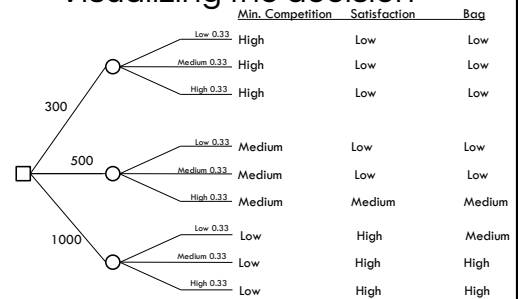 Visualizing the decision
Min. Competition Satisfaction Bag
Low 0.33 High Low Low
Medium 0.33 High Low Low
High 0.33 High Low Low
300
Low 0.33 Medium Low Low
500
Medium 0.33 Medium Low Low
High 0.33 Medium Medium Medium
1000
Low 0.33 Low High Medium
Medium 0.33 Low High High
High 0.33 Low High High